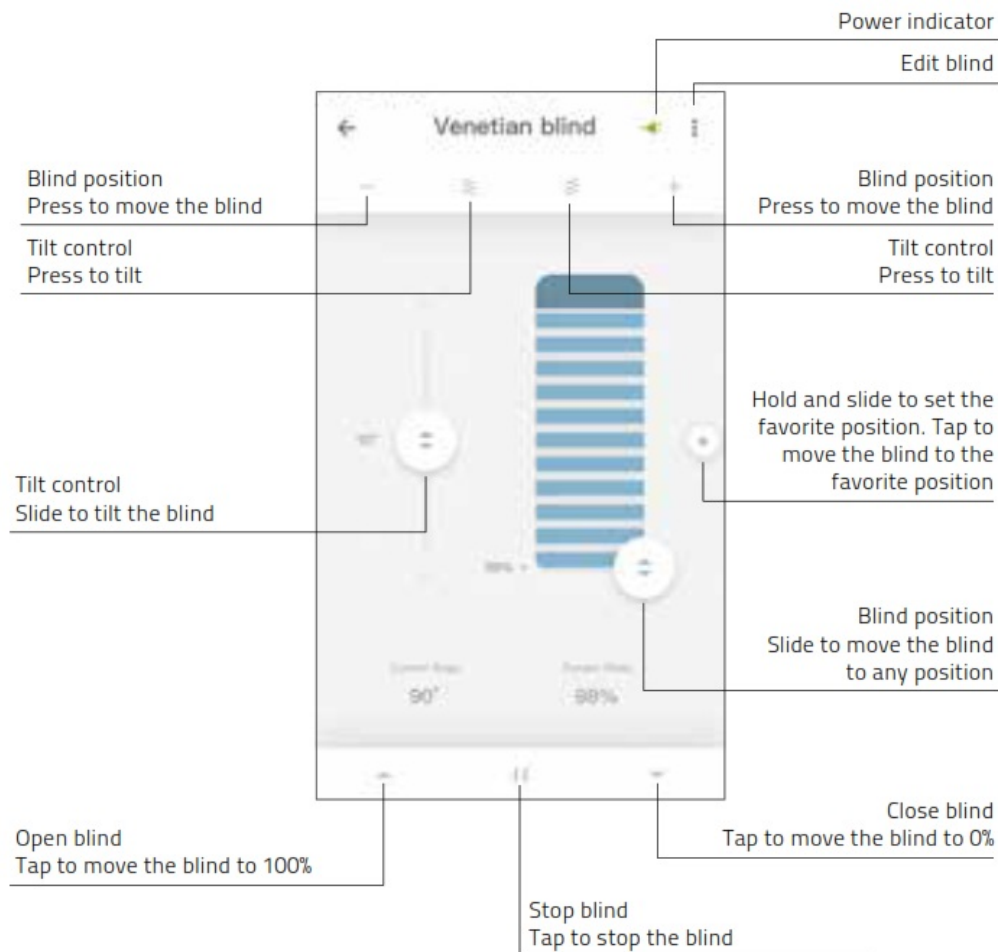 Power indicator
Edit blind
Venetian blind
Blind position
Press to move the blind
Blind position
Press to move the blind
Tilt control
Press to tilt
Tilt control
Press to tilt
Hold and slide to set the
favorite position. Tap to
move the blind to the
favorite position
Tilt control
Slide to tilt the blind
Blind position
Slide to move the blind
to any position
90°
Open blind
Tap to move the blind to 100%
Close blind
Tap to move the blind to 0%
Stop blind
Tap to stop the blind